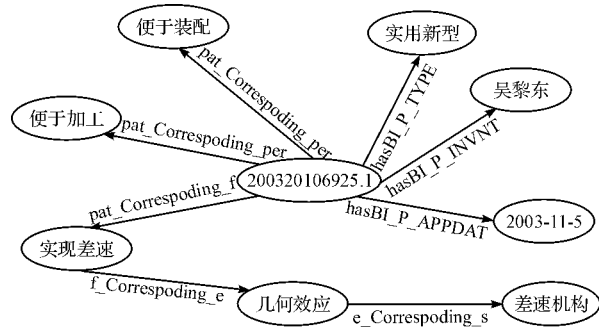 便于装配
实用新型
吴黎东
便于加工
pat_Correspoding_per
pat_Correspoding_per
hasBI_P_TYPE
hasBI_P_INVNT
200320106925.1
pat_Correspoding_f
hasBI_P_APPDAT
2003-11-5
实现差速
f_Correspoding_e
几何效应
e_Correspoding_s
差速机构